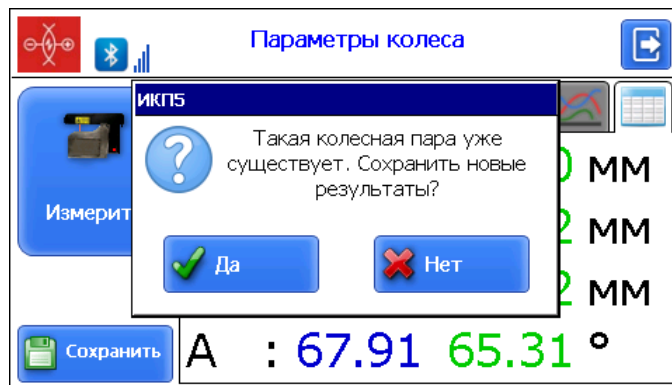 Параметры колеса
ИКП5
Такая колесная пара уже
существует. Сохранить новые
результаты?
Да
Нет
мм
мм
мм
Сохранить
A : 67.91 65.31 °